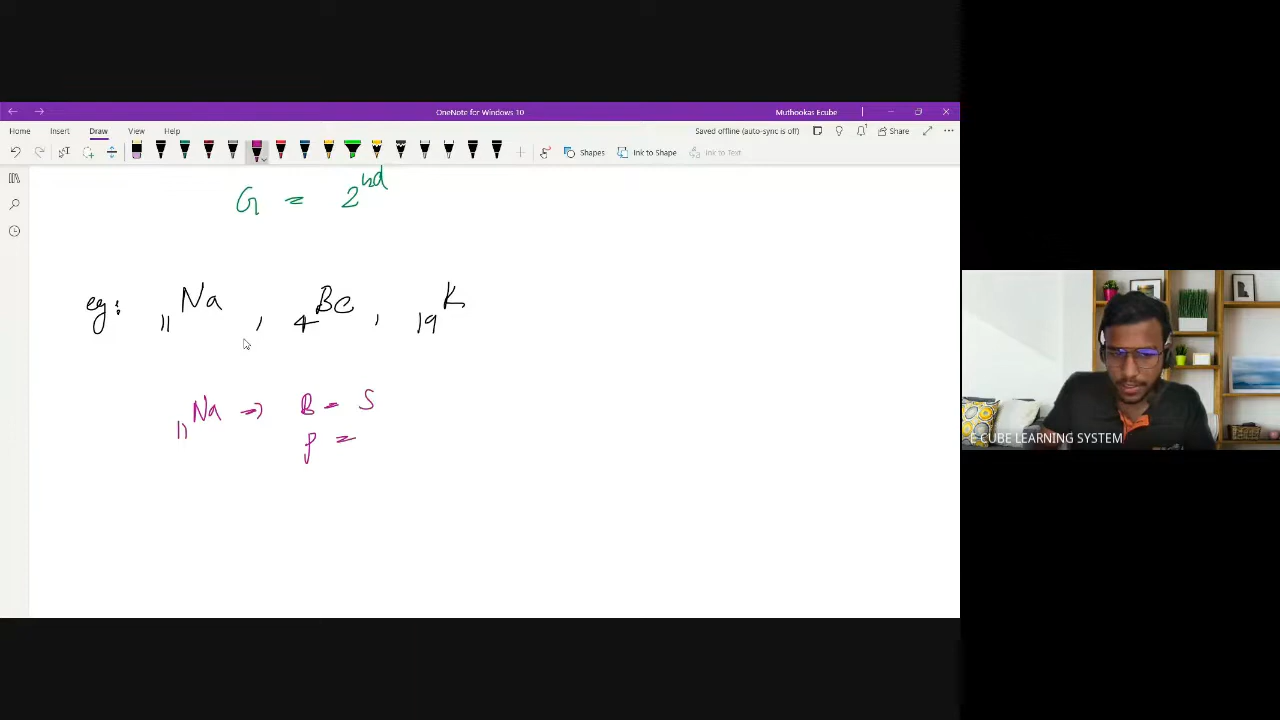 OneNote for Windows 10
Muthookas Ecube
Home Insert Draw View Help
Saved offline (auto-sync is off)
Share
Shapes
Ink to Shape
Ink to Text
G = 2nd
eg: 11Na , 4Be , 19K
11Na => B = S
P =
E CUBE LEARNING SYSTEM